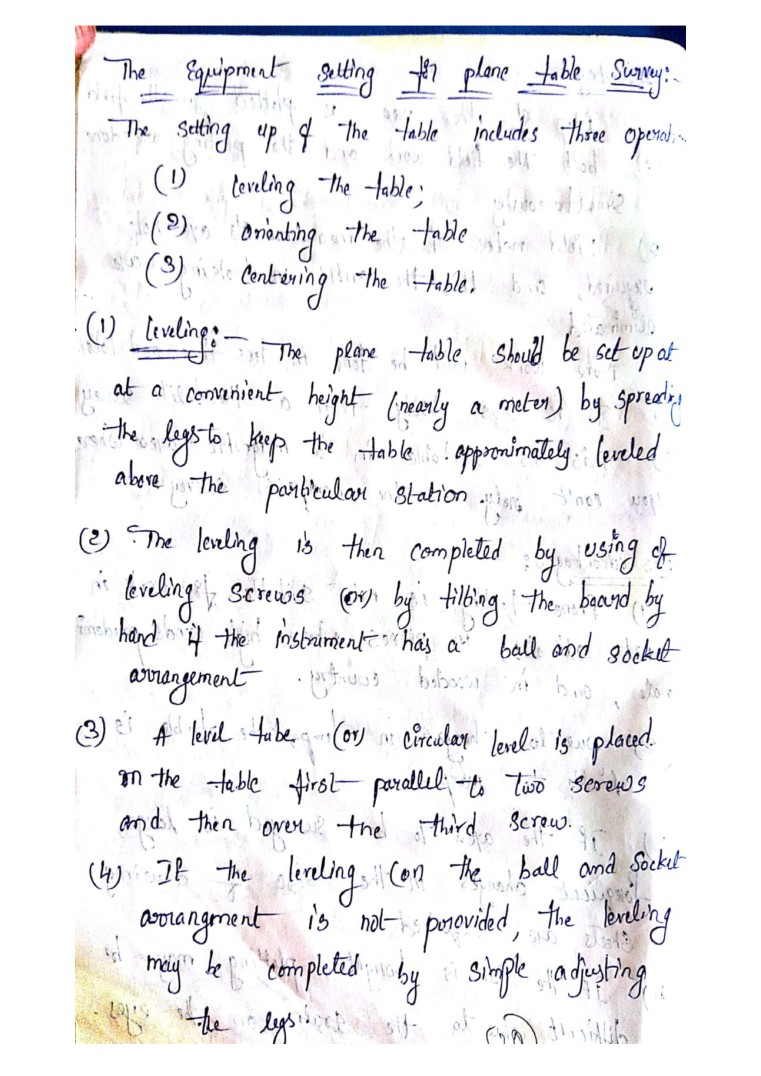 The Equipment setting for plane table Survey:-
The setting up of the table includes three operat
(1) leveling the table;
(2) orienting the table
(3) Centering the table.
(1) leveling:- The plane table should be set up at
at a convenient height (nearly a meter) by spreading
the legs to keep the table approximately leveled
above the particular station.
(2) The leveling is then completed by using of
leveling screws (or) by tilting the board by
hand if the instrument has a ball and socket
arrangement
(3) A level tube (or) circular level is placed
on the table first parallel to two screws
and then over the third screw.
(4) If the leveling (on the ball and socket
arrangment is not provided, the leveling
may be completed by simple adjusting
the legs